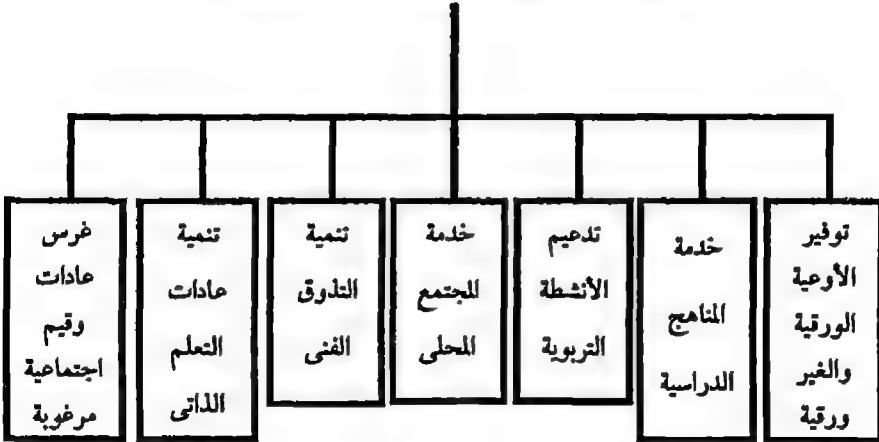 توفير
الأوعية
الورقية
والغير
ورقية
خدمة
المناهج
الدراسية
تدعيم
الأنشطة
التربوية
خدمة
المجتمع
المحلى
تنمية
التذوق
الفنى
تنمية
عادات
التعلم
الذاتى
غرس
عادات
وقيم
اجتماعية
مرغوبة